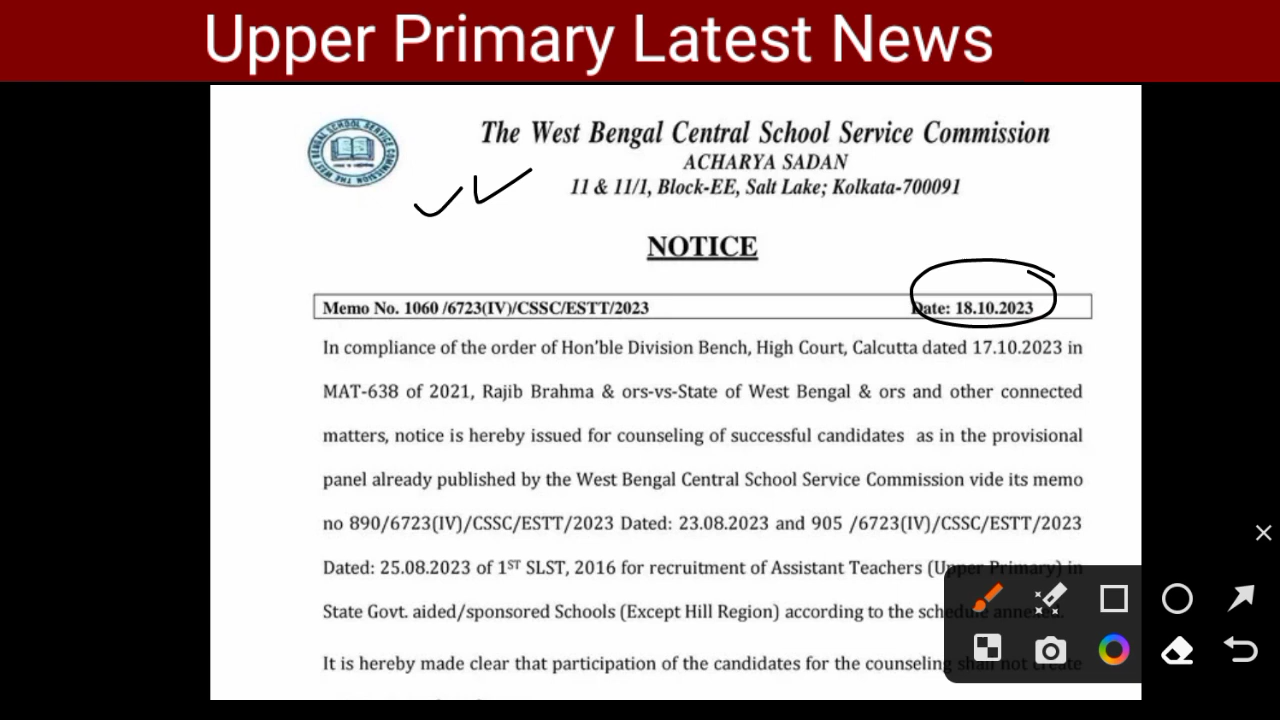 Upper Primary Latest News
The West Bengal Central School Service Commission
ACHARYA SADAN
11 & 11/1, Block-EE, Salt Lake; Kolkata-700091
NOTICE
Memo No. 1060 /6723(IV)/CSSC/ESTT/2023 Date: 18.10.2023
In compliance of the order of Hon'ble Division Bench, High Court, Calcutta dated 17.10.2023 in
MAT-638 of 2021, Rajib Brahma & ors-vs-State of West Bengal & ors and other connected
matters, notice is hereby issued for counseling of successful candidates as in the provisional
panel already published by the West Bengal Central School Service Commission vide its memo
no 890/6723(IV)/CSSC/ESTT/2023 Dated: 23.08.2023 and 905 /6723(IV)/CSSC/ESTT/2023
Dated: 25.08.2023 of 1ST SLST, 2016 for recruitment of Assistant Teachers (Upper Primary) in
State Govt. aided/sponsored Schools (Except Hill Region) according to the schedule annexed.
It is hereby made clear that participation of the candidates for the counseling shall not create